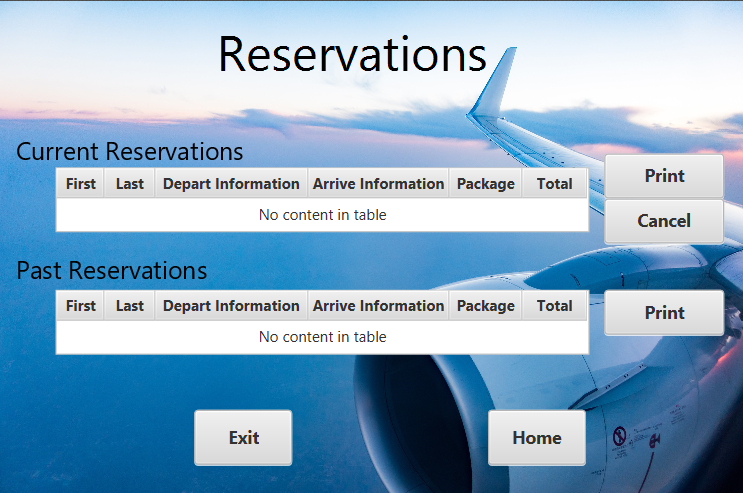 Reservations
Current Reservations
First Last Depart Information Arrive Information Package Total
No content in table
Print
Cancel
Past Reservations
First Last Depart Information Arrive Information Package Total
No content in table
Print
Exit Home